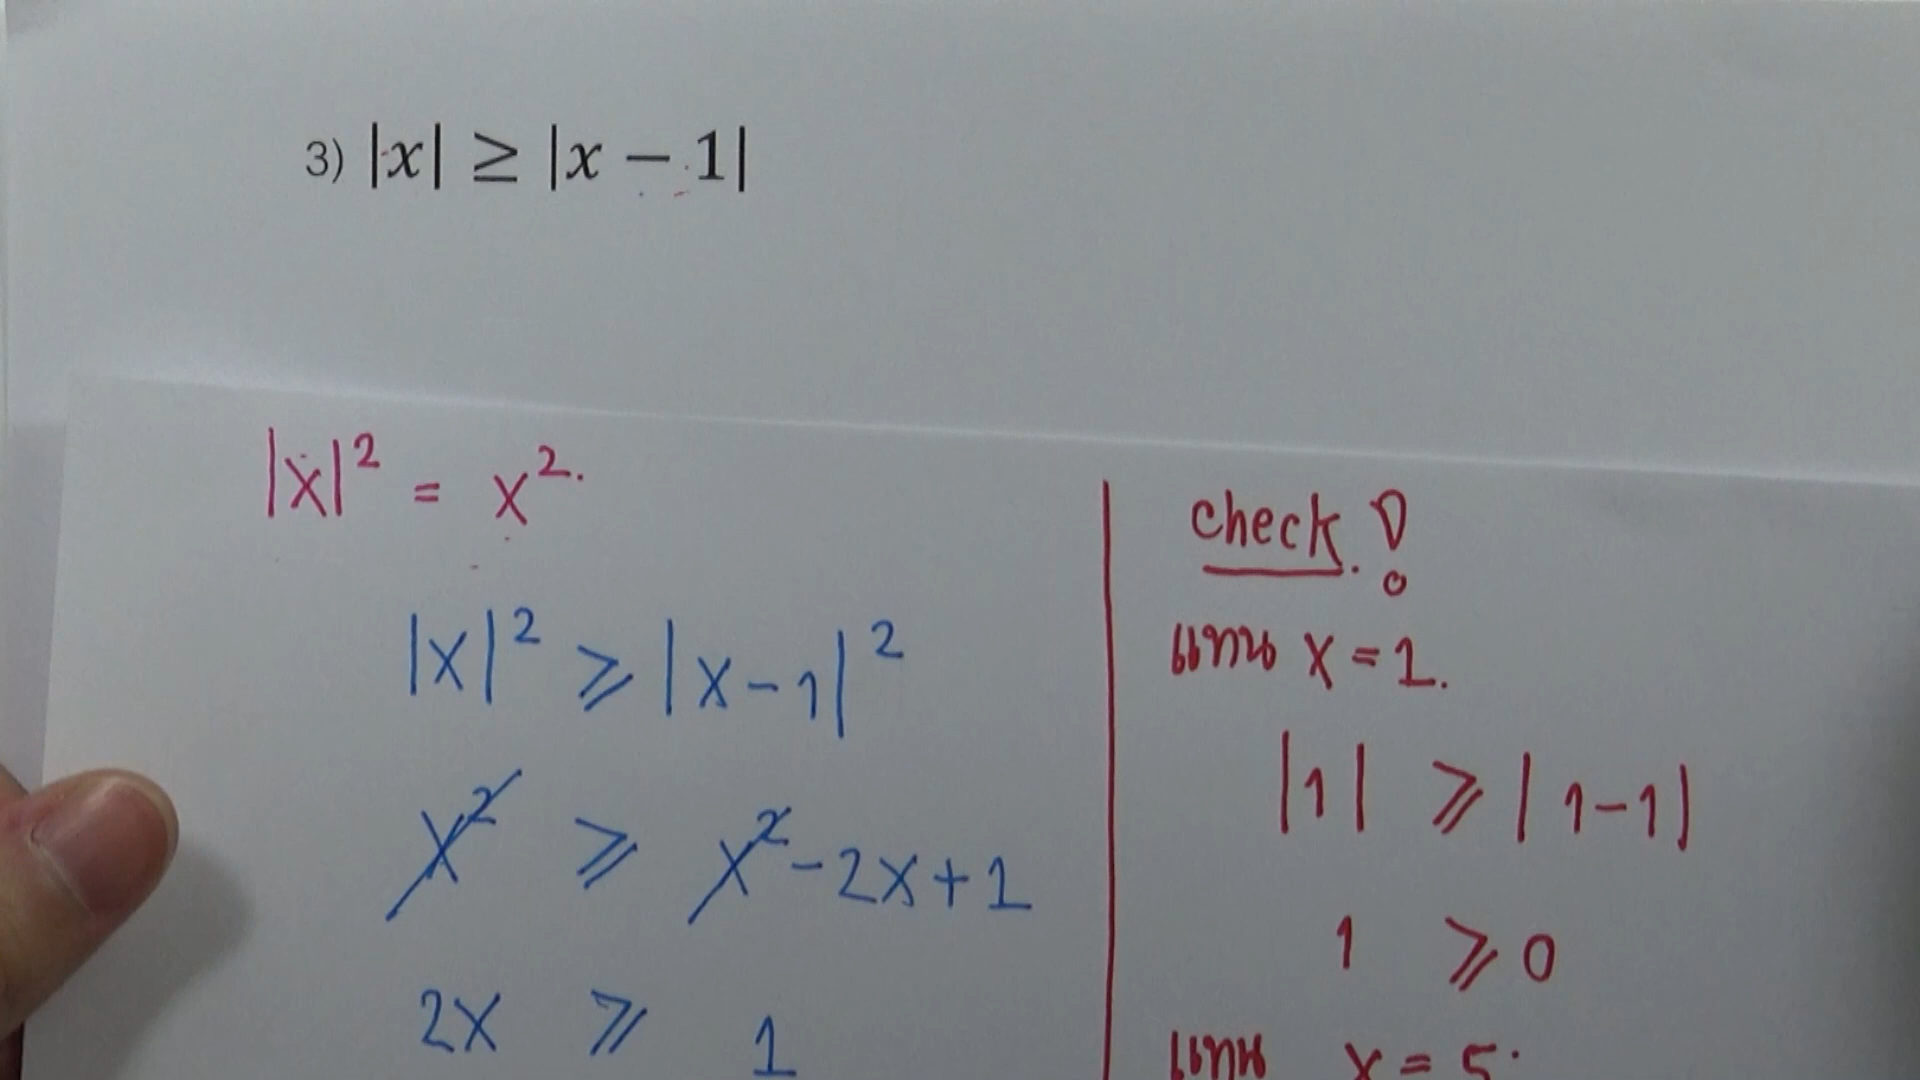 3) |x| ≥ |x − 1|
|x|² = x².
|x|² ≥ |x-1|²
x² ≥ x²-2x+1
2x ≥ 1
check. !
แทน x = 1.
|1| ≥ |1-1|
1 ≥ 0
แทน x = 5.